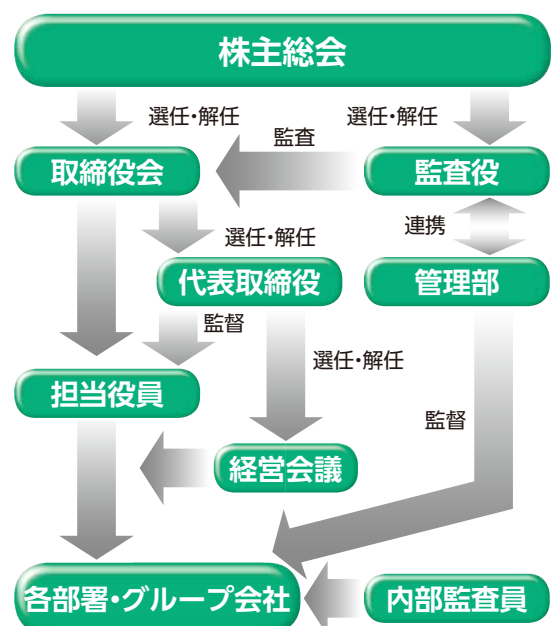 株主総会
選任・解任
選任・解任
監査
取締役会
監査役
連携
選任・解任
代表取締役
管理部
監督
選任・解任
担当役員
監督
経営会議
各部署・グループ会社
内部監査員